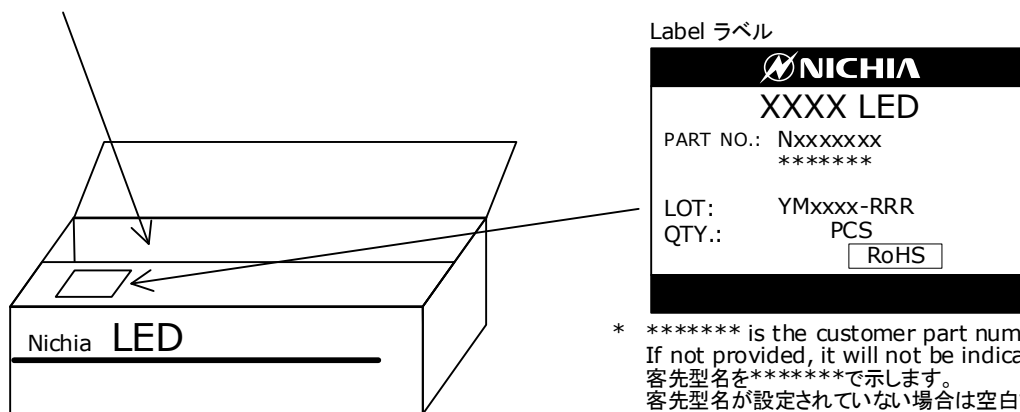 Label ラベル
NICHIA
XXXX LED
PART NO.: Nxxxxxxx
*******
LOT: YMxxxx-RRR
QTY.: PCS
RoHS
Nichia LED
* ******* is the customer part
If not provided, it will not be
客先型名を*******で示します。
客先型名が設定されていない場合は空白